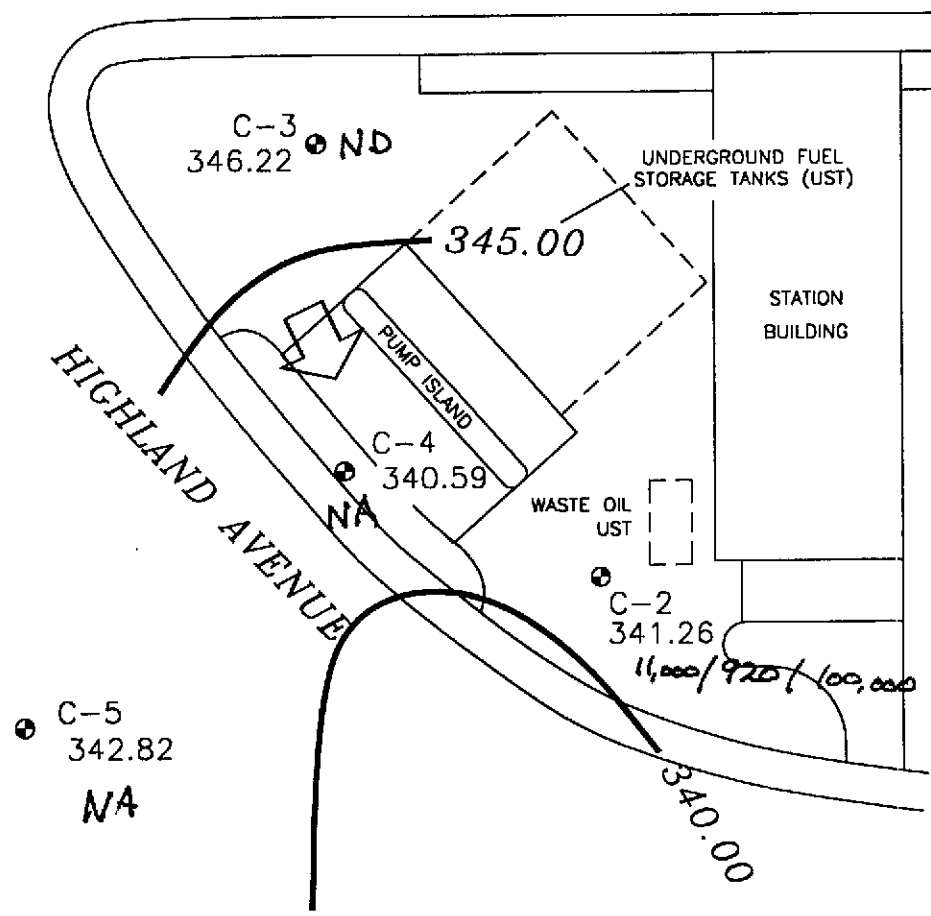 C-3
346.22
ND
UNDERGROUND FUEL
STORAGE TANKS (UST)
345.00
STATION
BUILDING
PUMP ISLAND
HIGHLAND AVENUE
C-4
340.59
NA
WASTE OIL
UST
C-2
341.26
11,000/920/100,000
C-5
342.82
NA
340.00